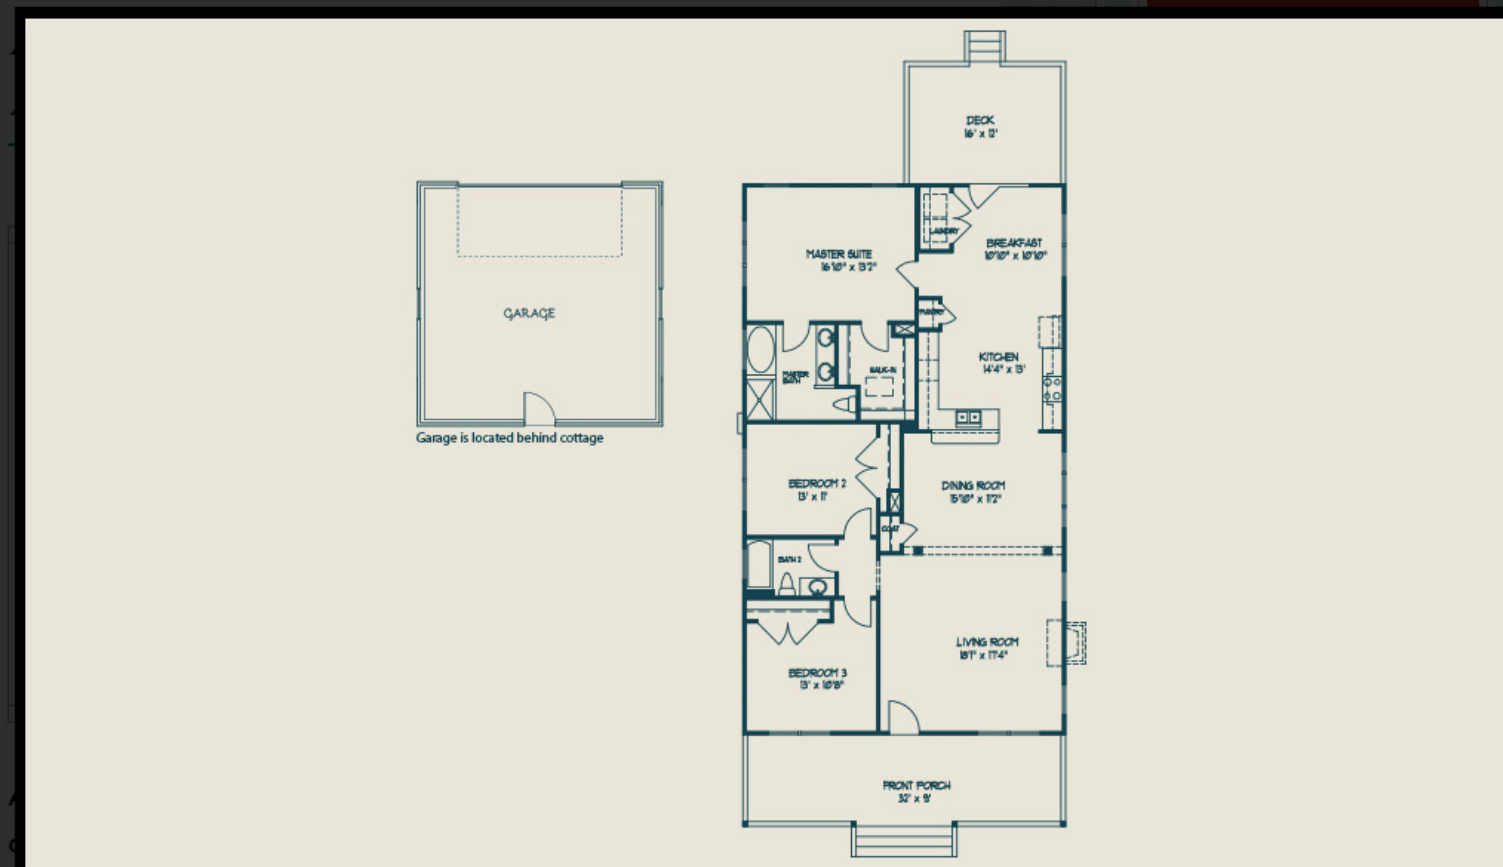 DECK
16' x 12'
MASTER SUITE
16'10" x 13'2"
LAUNDRY
BREAKFAST
10'10" x 10'10"
PANTRY
GARAGE
KITCHEN
14'4" x 13'
MASTER
BATH
WALK-IN
Garage is located behind cottage
BEDROOM 2
13' x 11'
DINING ROOM
15'10" x 11'2"
COAT
BATH 2
LIVING ROOM
18'1" x 17'4"
BEDROOM 3
13' x 10'8"
FRONT PORCH
32' x 9'